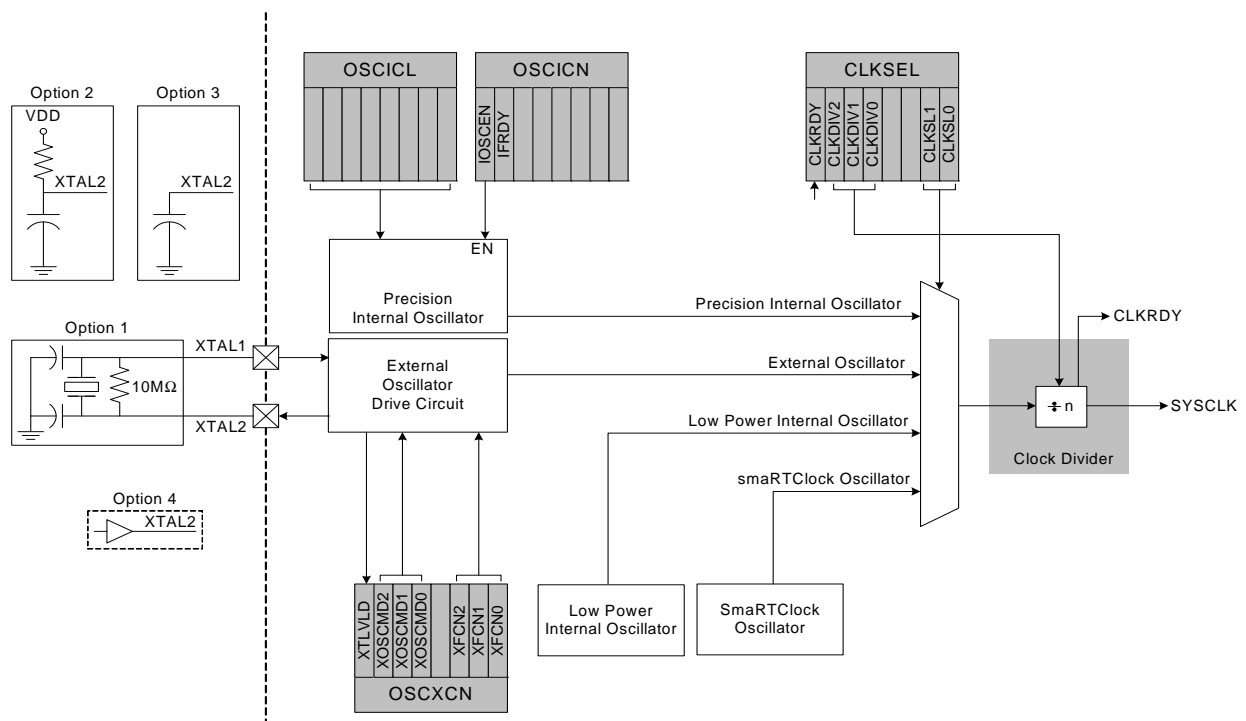 Option 2
VDD
XTAL2
Option 3
XTAL2
Option 1
10MΩ
XTAL1
XTAL2
Option 4
XTAL2
OSCICL
OSCICN
IOSCEN
IFRDY
CLKSEL
CLKRDY
CLKDIV2
CLKDIV1
CLKDIV0
CLKSL1
CLKSL0
EN
Precision
Internal Oscillator
External
Oscillator
Drive Circuit
Precision Internal Oscillator
External Oscillator
Low Power Internal Oscillator
smaRTClock Oscillator
CLKRDY
÷ n
SYSCLK
Clock Divider
XTLVLD
XOSCMD2
XOSCMD1
XOSCMD0
XFCN2
XFCN1
XFCN0
OSCXCN
Low Power
Internal Oscillator
SmaRTClock
Oscillator